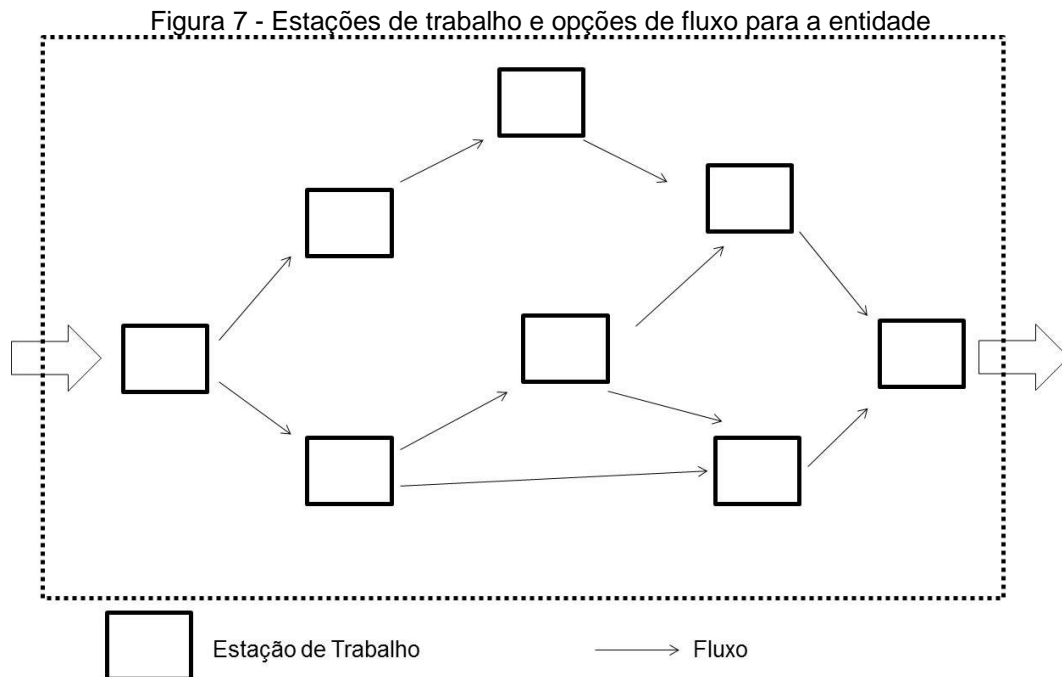 Figura 7 - Estações de trabalho e opções de fluxo para a entidade
Estação de Trabalho
Fluxo